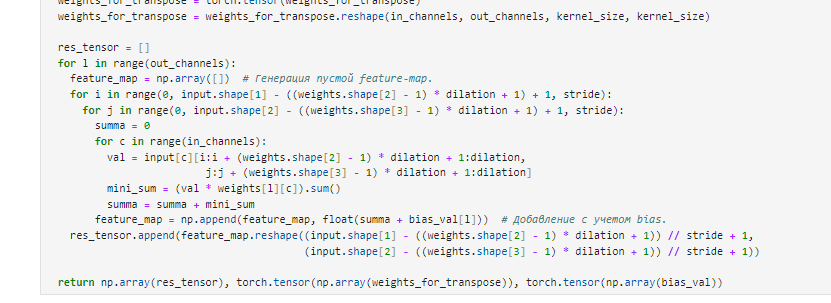 weights_for_transpose = torch.tensor(weights_for_transpose)
weights_for_transpose = weights_for_transpose.reshape(in_channels, out_channels, kernel_size, kernel_size)
res_tensor = []
for l in range(out_channels):
feature_map = np.array([])  # Генерация пустой feature-map.
for i in range(0, input.shape[1] - ((weights.shape[2] - 1) * dilation + 1) + 1, stride):
for j in range(0, input.shape[2] - ((weights.shape[3] - 1) * dilation + 1) + 1, stride):
summa = 0
for c in range(in_channels):
val = input[c][i:i + (weights.shape[2] - 1) * dilation + 1:dilation,
j:j + (weights.shape[3] - 1) * dilation + 1:dilation]
mini_sum = (val * weights[l][c]).sum()
summa = summa + mini_sum
feature_map = np.append(feature_map, float(summa + bias_val[l]))  # Добавление с учетом bias.
res_tensor.append(feature_map.reshape((input.shape[1] - ((weights.shape[2] - 1) * dilation + 1)) // stride + 1,
(input.shape[2] - ((weights.shape[3] - 1) * dilation + 1)) // stride + 1))
return np.array(res_tensor), torch.tensor(np.array(weights_for_transpose)), torch.tensor(np.array(bias_val))